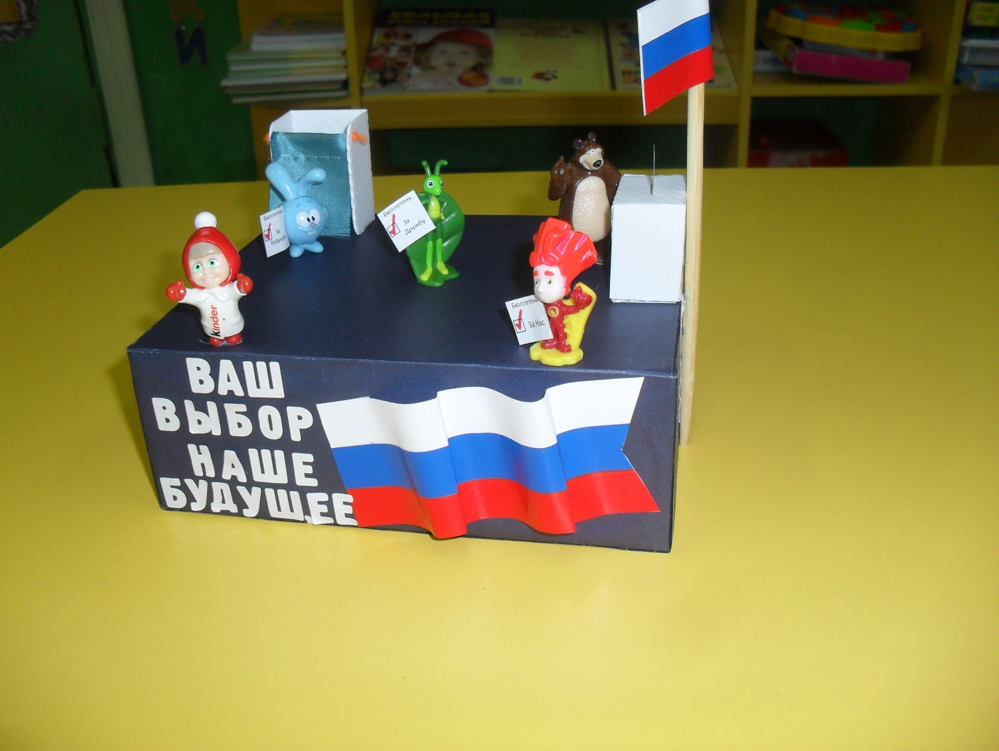 Бюллетень
За
Бюллетень
За
Дружбу
Бюллетень
За Нас
kinder
ВАШ
ВЫБОР
НАШЕ
БУДУЩЕЕ